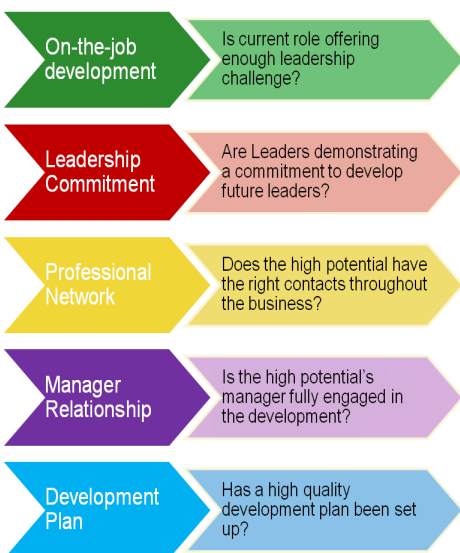 On-the-job
development
Is current role offering
enough leadership
challenge?
Leadership
Commitment
Are Leaders demonstrating
a commitment to develop
future leaders?
Professional
Network
Does the high potential have
the right contacts throughout
the business?
Manager
Relationship
Is the high potential's
manager fully engaged in
the development?
Development
Plan
Has a high quality
development plan been set
up?